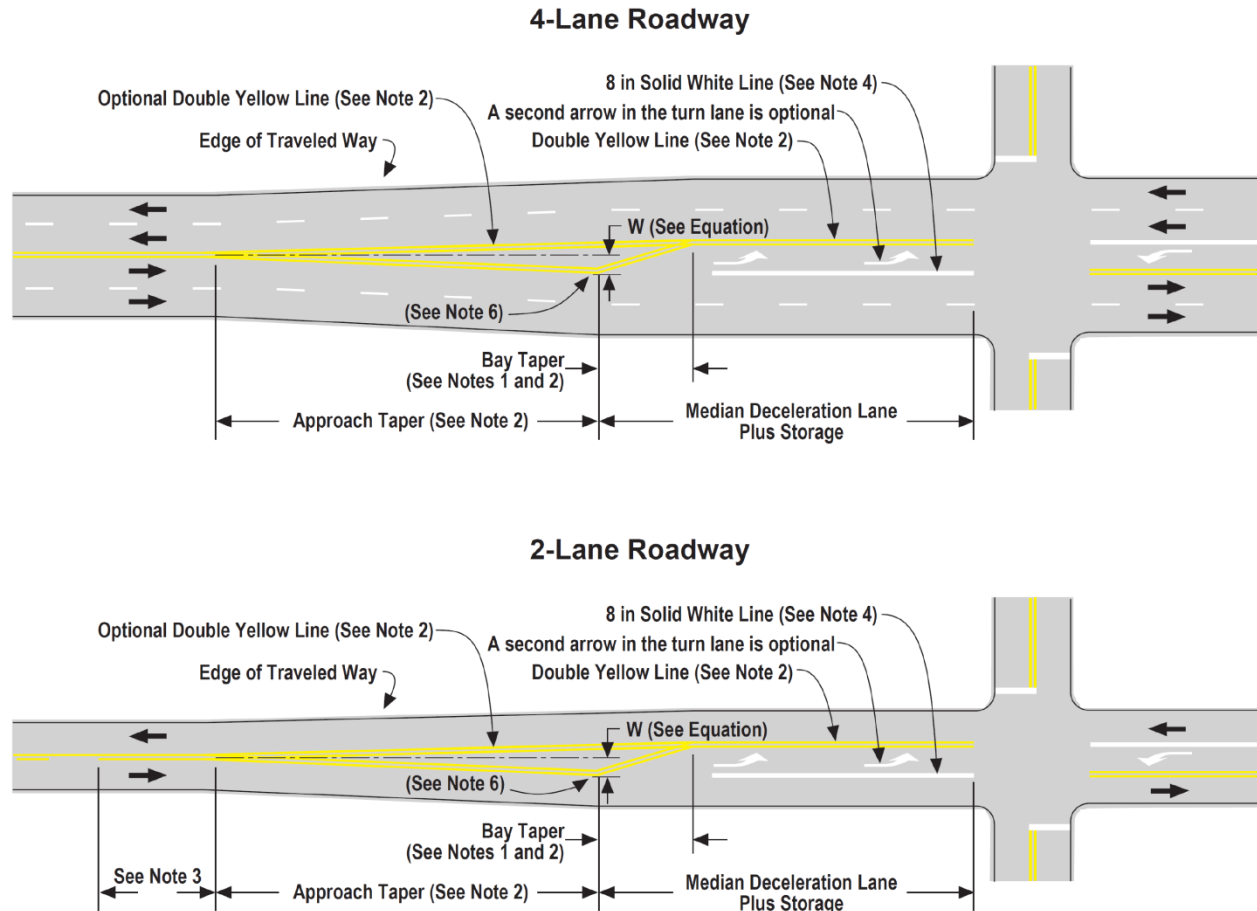 4-Lane Roadway
8 in Solid White Line (See Note 4)
Optional Double Yellow Line (See Note 2)
A second arrow in the turn lane is optional
Edge of Traveled Way
Double Yellow Line (See Note 2)
W (See Equation)
(See Note 6)
Bay Taper
(See Notes 1 and 2)
Approach Taper (See Note 2)
Median Deceleration Lane
Plus Storage
2-Lane Roadway
8 in Solid White Line (See Note 4)
Optional Double Yellow Line (See Note 2)
A second arrow in the turn lane is optional
Edge of Traveled Way
Double Yellow Line (See Note 2)
W (See Equation)
(See Note 6)
Bay Taper
(See Notes 1 and 2)
See Note 3
Approach Taper (See Note 2)
Median Deceleration Lane
Plus Storage